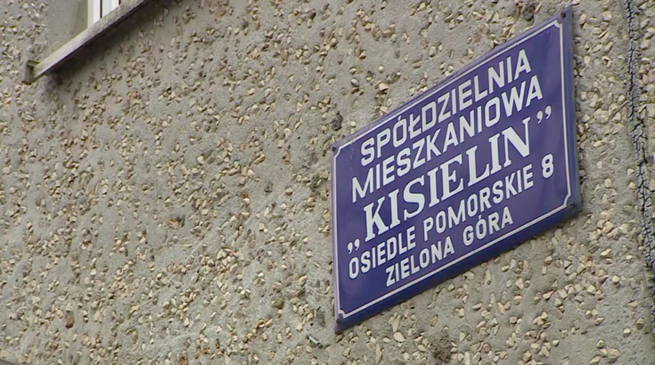 SPÓŁDZIELNIA
MIESZKANIOWA
„KISIELIN”
OSIEDLE POMORSKIE 8
ZIELONA GÓRA